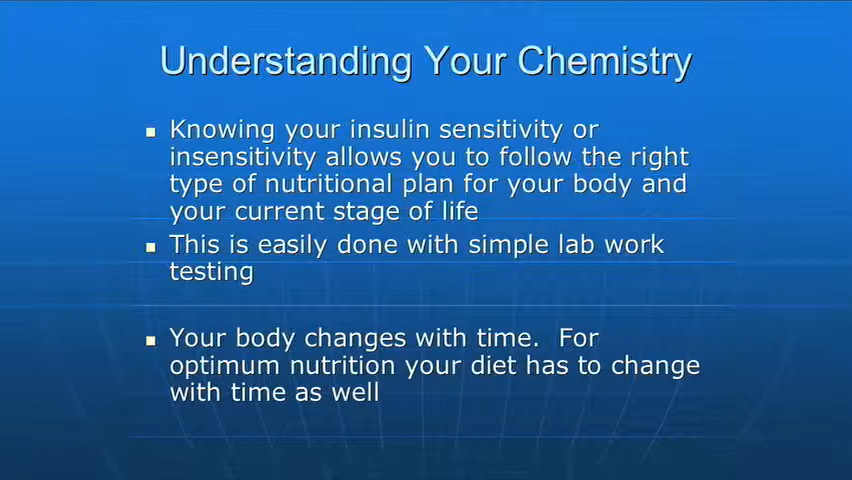 Understanding Your Chemistry
Knowing your insulin sensitivity or
insensitivity allows you to follow the right
type of nutritional plan for your body and
your current stage of life
This is easily done with simple lab work
testing
Your body changes with time.  For
optimum nutrition your diet has to change
with time as well